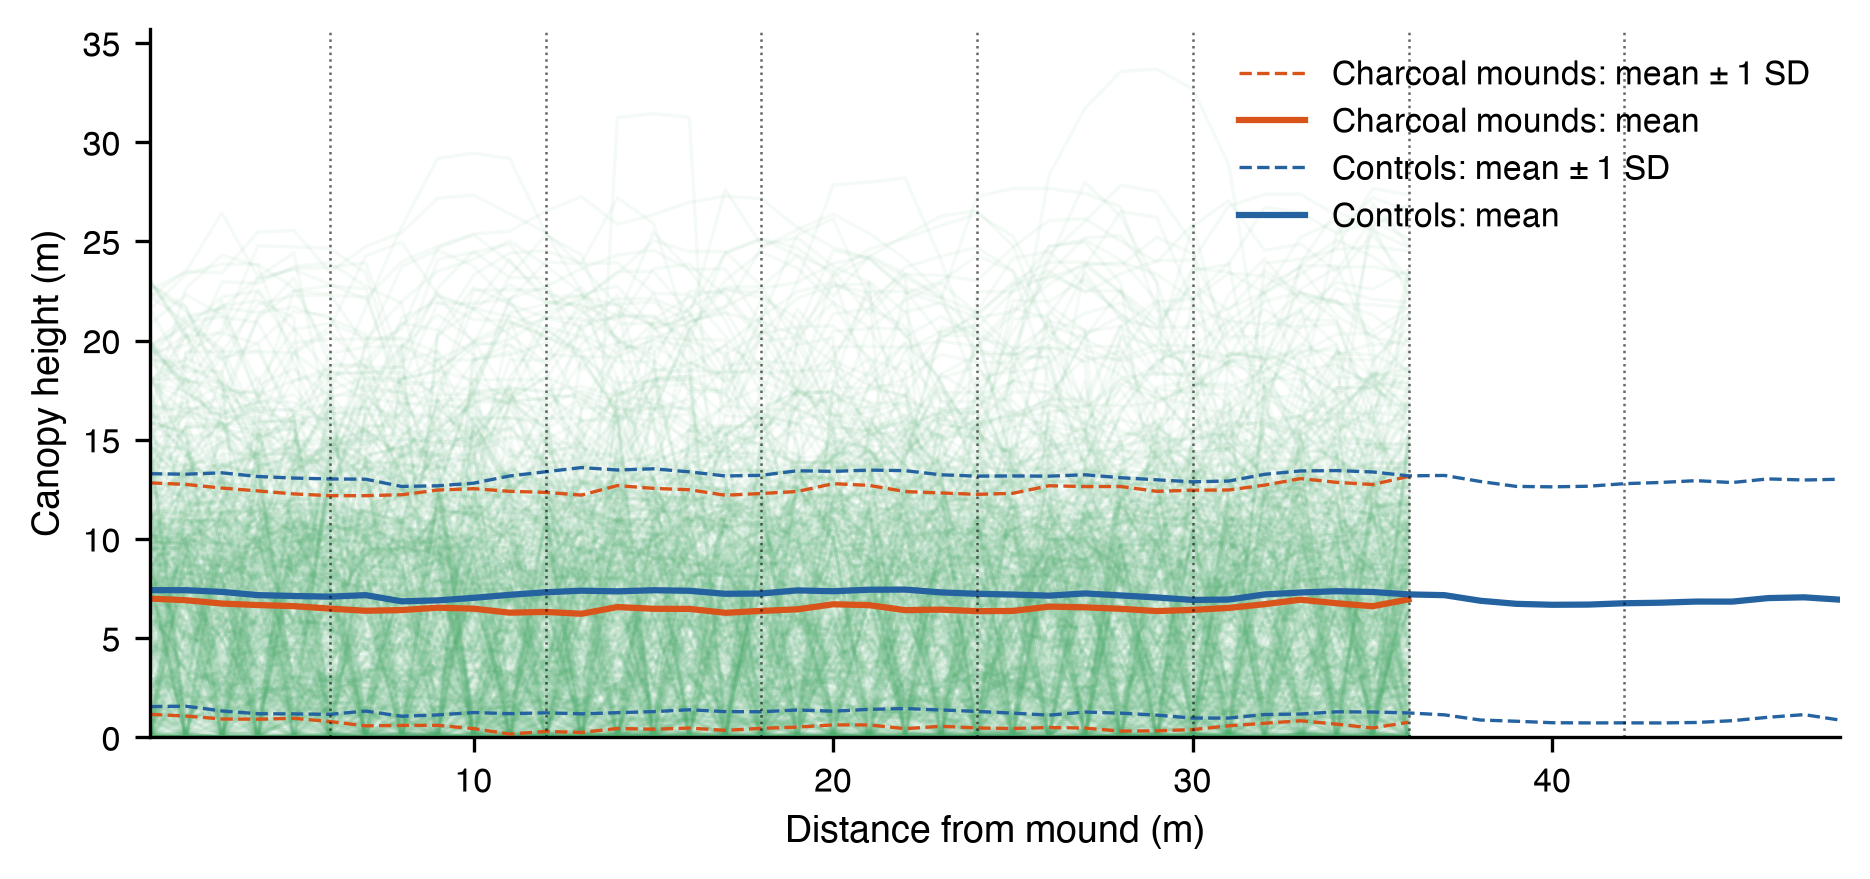 35
30
25
20
15
10
5
0
Canopy height (m)
Charcoal mounds: mean ± 1 SD
Charcoal mounds: mean
Controls: mean ± 1 SD
Controls: mean
10
20
30
40
Distance from mound (m)